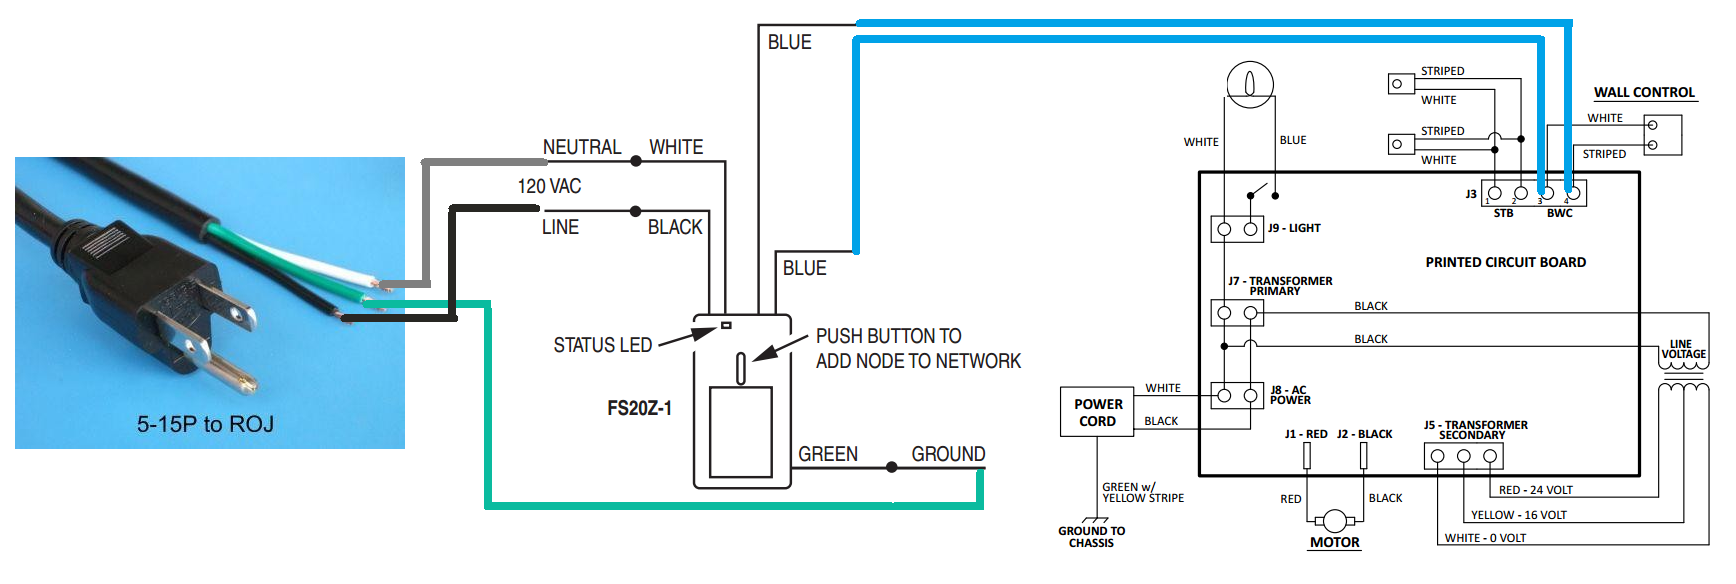 BLUE
NEUTRAL
WHITE
120 VAC
LINE
BLACK
BLUE
STATUS LED
PUSH BUTTON TO
ADD NODE TO NETWORK
FS20Z-1
GREEN
GROUND
5-15P to ROJ
WHITE
BLUE
STRIPED
WHITE
STRIPED
WHITE
WALL CONTROL
WHITE
STRIPED
J3
1
2
3
4
STB
BWC
J9 - LIGHT
PRINTED CIRCUIT BOARD
J7 - TRANSFORMER
PRIMARY
BLACK
BLACK
LINE
VOLTAGE
POWER
CORD
WHITE
BLACK
J8 - AC
POWER
J1 - RED
J2 - BLACK
J5 - TRANSFORMER
SECONDARY
GREEN w/
YELLOW STRIPE
GROUND TO
CHASSIS
RED
BLACK
MOTOR
RED - 24 VOLT
YELLOW - 16 VOLT
WHITE - 0 VOLT